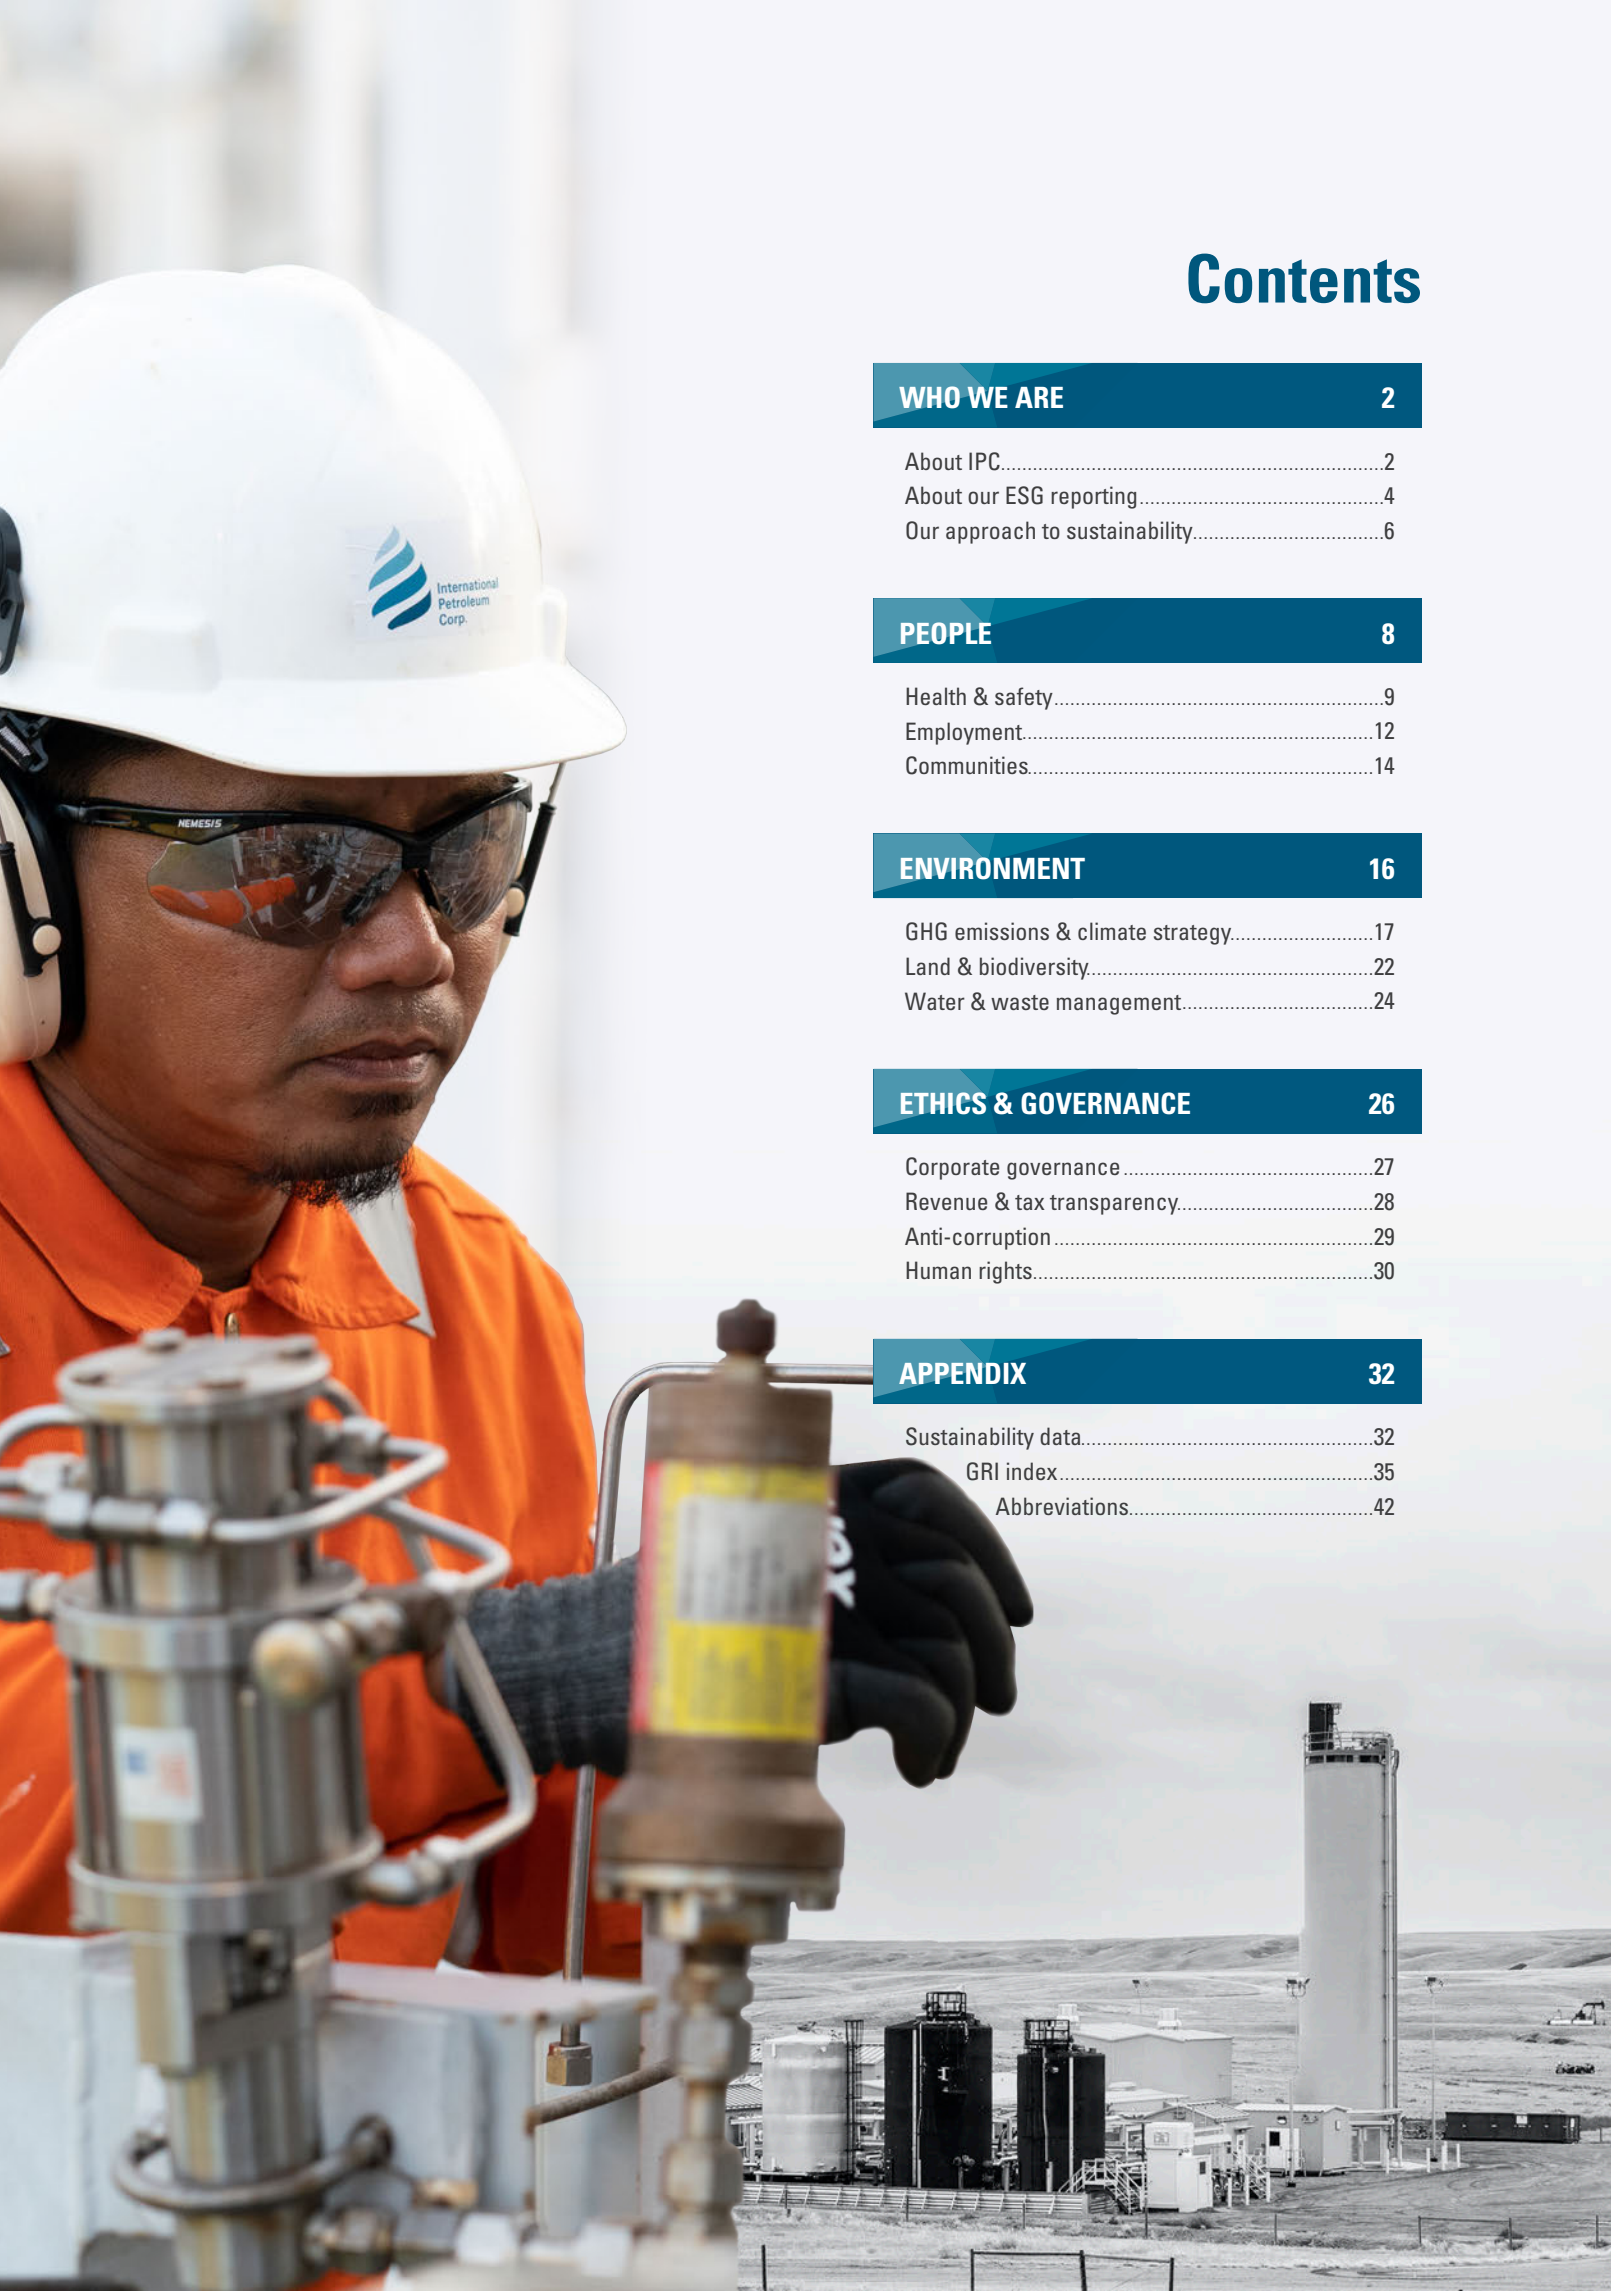 Contents
WHO WE ARE 2
About IPC 2
About our ESG reporting 4
Our approach to sustainability 6
PEOPLE 8
Health & safety 9
Employment 12
Communities 14
ENVIRONMENT 16
GHG emissions & climate strategy 17
Land & biodiversity 22
Water & waste management 24
ETHICS & GOVERNANCE 26
Corporate governance 27
Revenue & tax transparency 28
Anti-corruption 29
Human rights 30
APPENDIX 32
Sustainability data 32
GRI index 35
Abbreviations 42
International
Petroleum
Corp.
NEMESIS